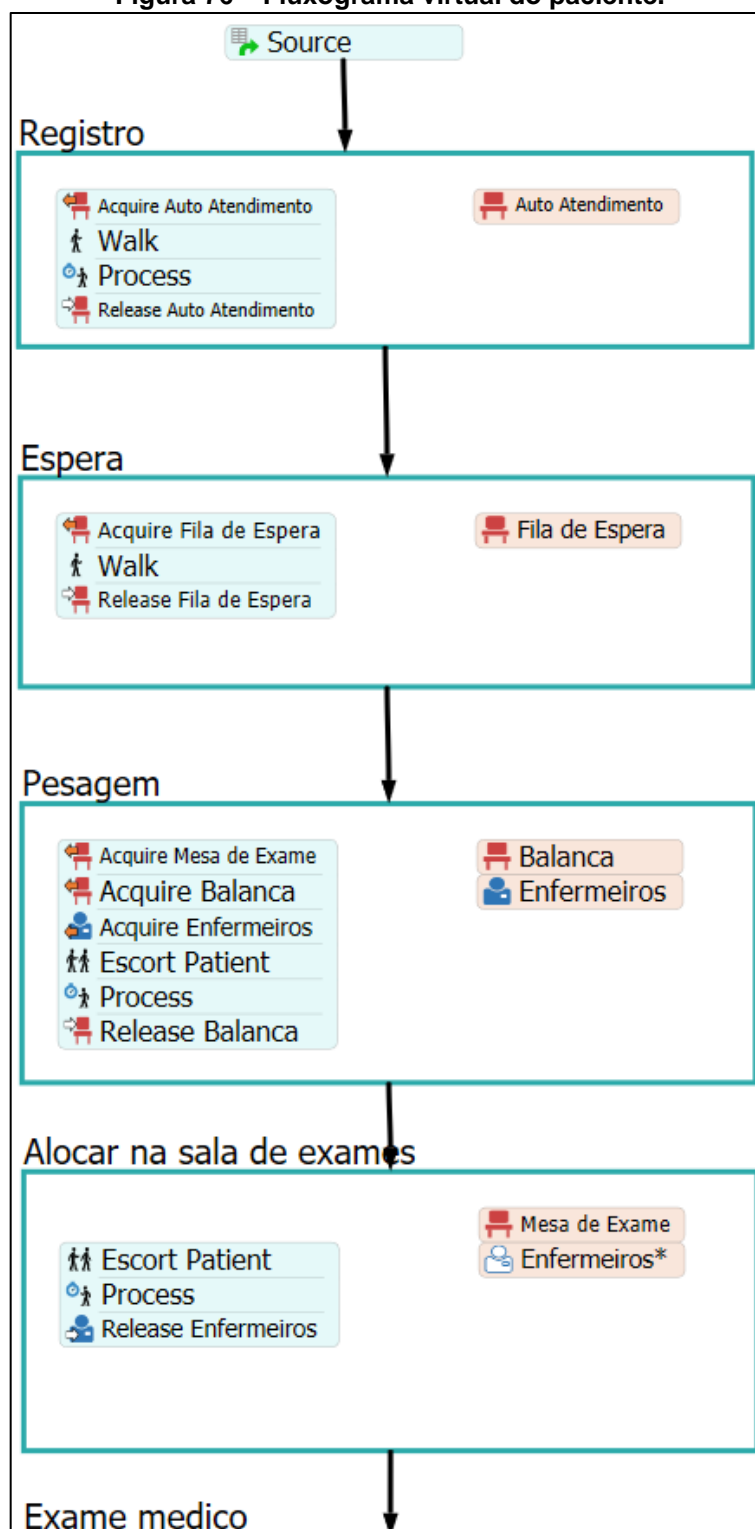 Source
Registro
Acquire Auto Atendimento
Walk
Process
Release Auto Atendimento
Auto Atendimento
Espera
Acquire Fila de Espera
Walk
Release Fila de Espera
Fila de Espera
Pesagem
Acquire Mesa de Exame
Acquire Balanca
Acquire Enfermeiros
Escort Patient
Process
Release Balanca
Balanca
Enfermeiros
Alocar na sala de exames
Escort Patient
Process
Release Enfermeiros
Mesa de Exame
Enfermeiros*
Exame medico